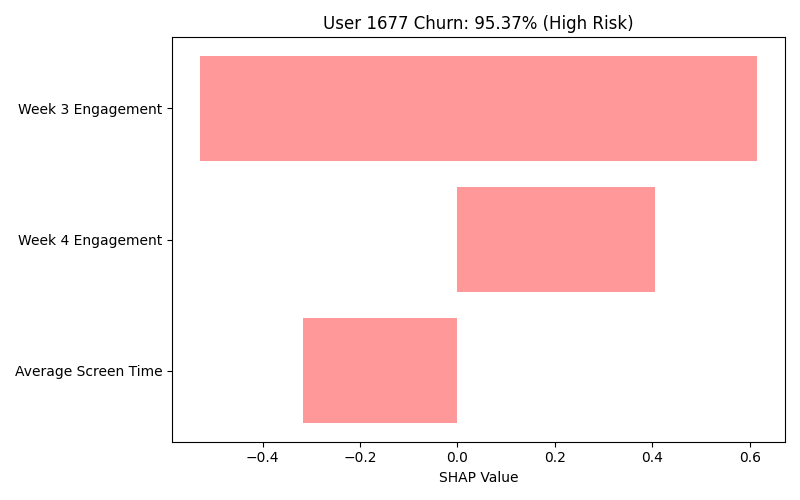 User 1677 Churn: 95.37% (High Risk)
Week 3 Engagement
Week 4 Engagement
Average Screen Time
−0.4 −0.2 0.0 0.2 0.4 0.6
SHAP Value